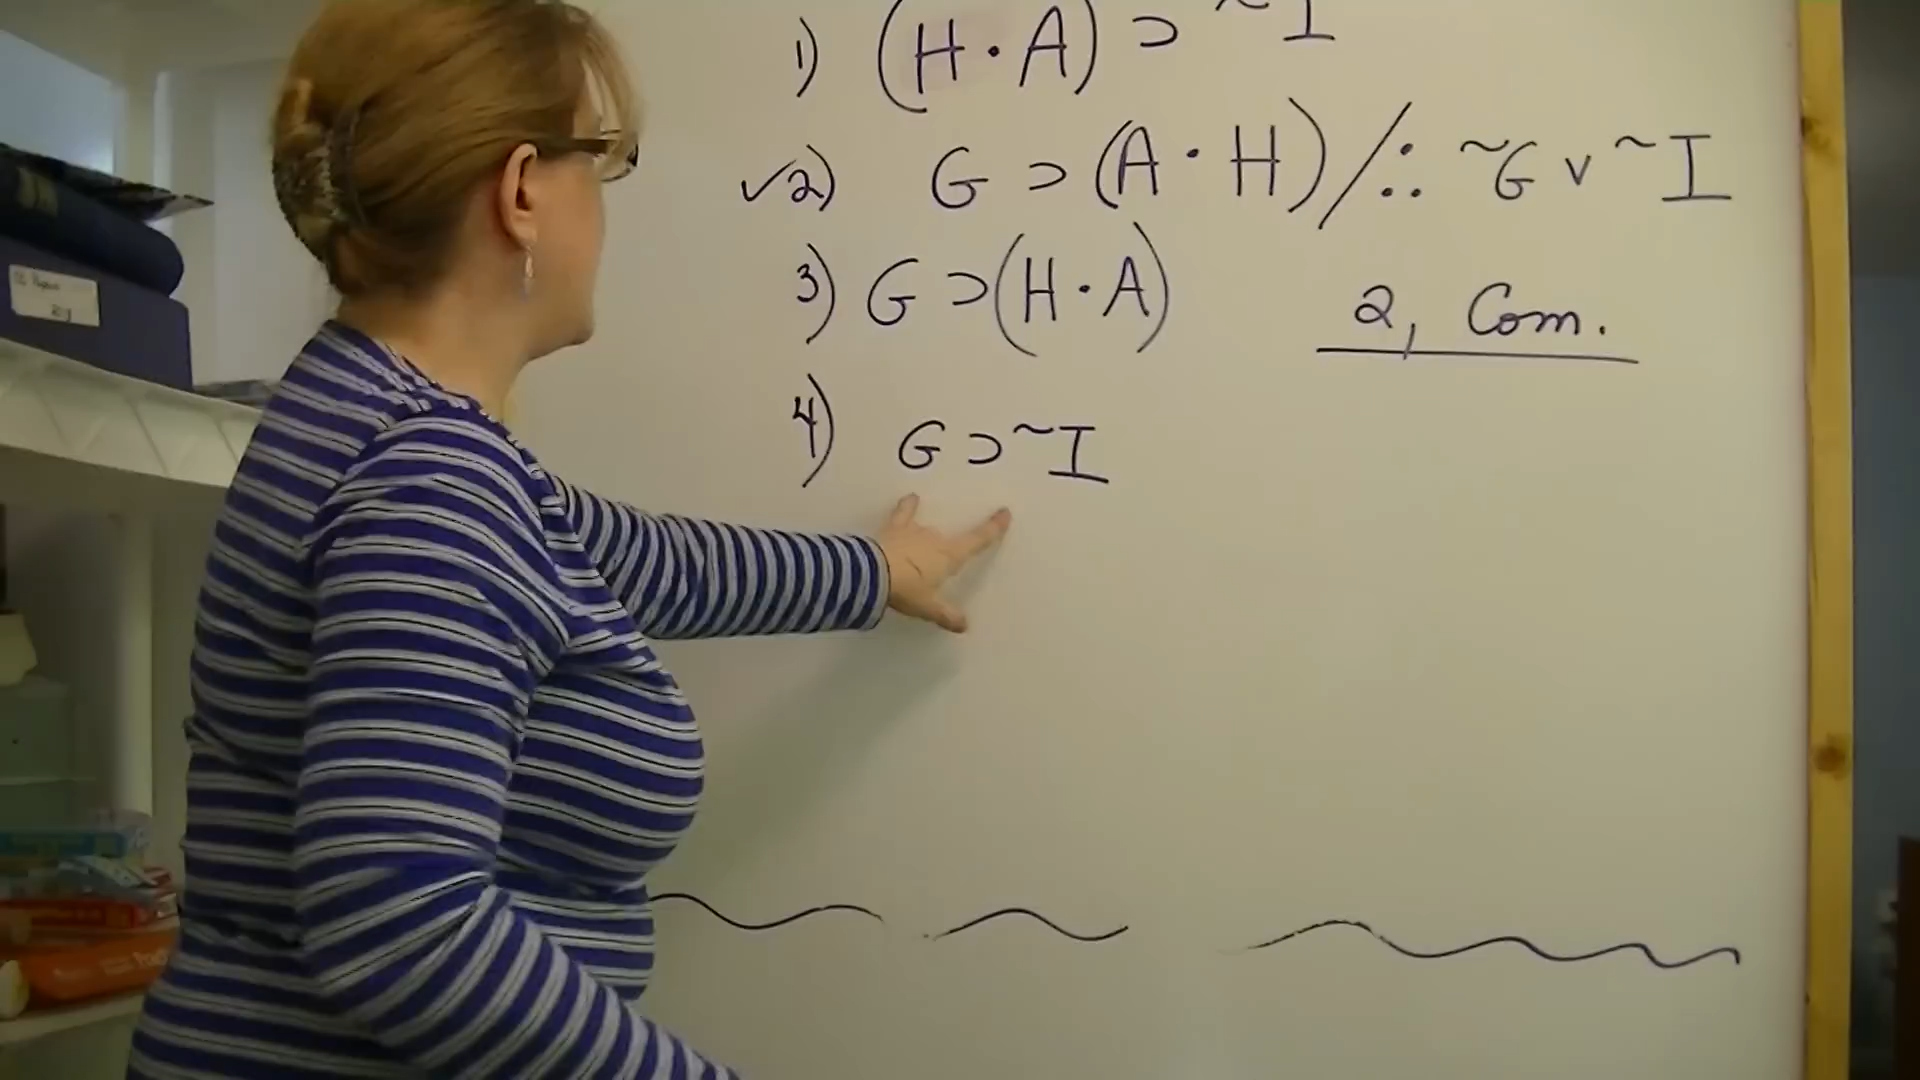 1) (H · A) ⊃ ~I
✓2) G ⊃ (A · H) /∴ ~G v ~I
3) G ⊃ (H · A) 2, Com.
4) G ⊃ ~I